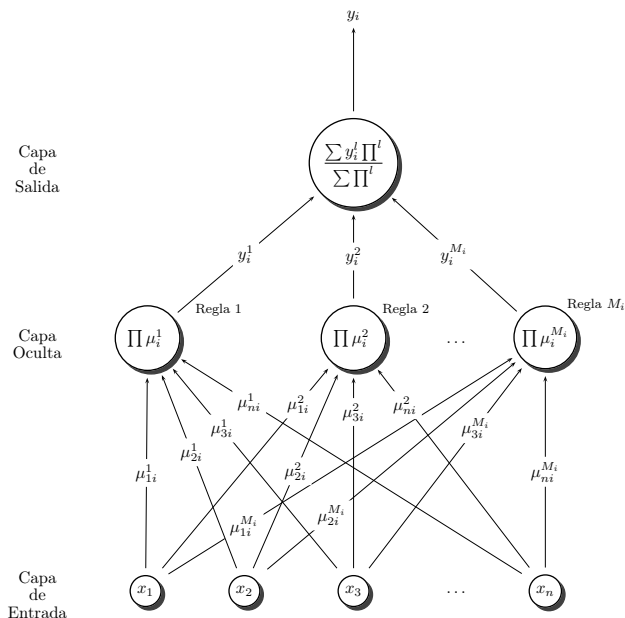 y_i
Capa
de
Salida
∑ y_i^l ∏^l
∑ ∏^l
y_i^1
y_i^2
y_i^{M_i}
Regla 1
Regla 2
Regla M_i
Capa
Oculta
∏ μ_i^1
∏ μ_i^2
...
∏ μ_i^{M_i}
μ_{ni}^1
μ_{1i}^2
μ_{3i}^2
μ_{ni}^2
μ_{3i}^1
μ_{3i}^{M_i}
μ_{2i}^1
μ_{1i}^1
μ_{2i}^2
μ_{ni}^{M_i}
μ_{1i}^{M_i}
μ_{2i}^{M_i}
Capa
de
Entrada
x_1
x_2
x_3
...
x_n